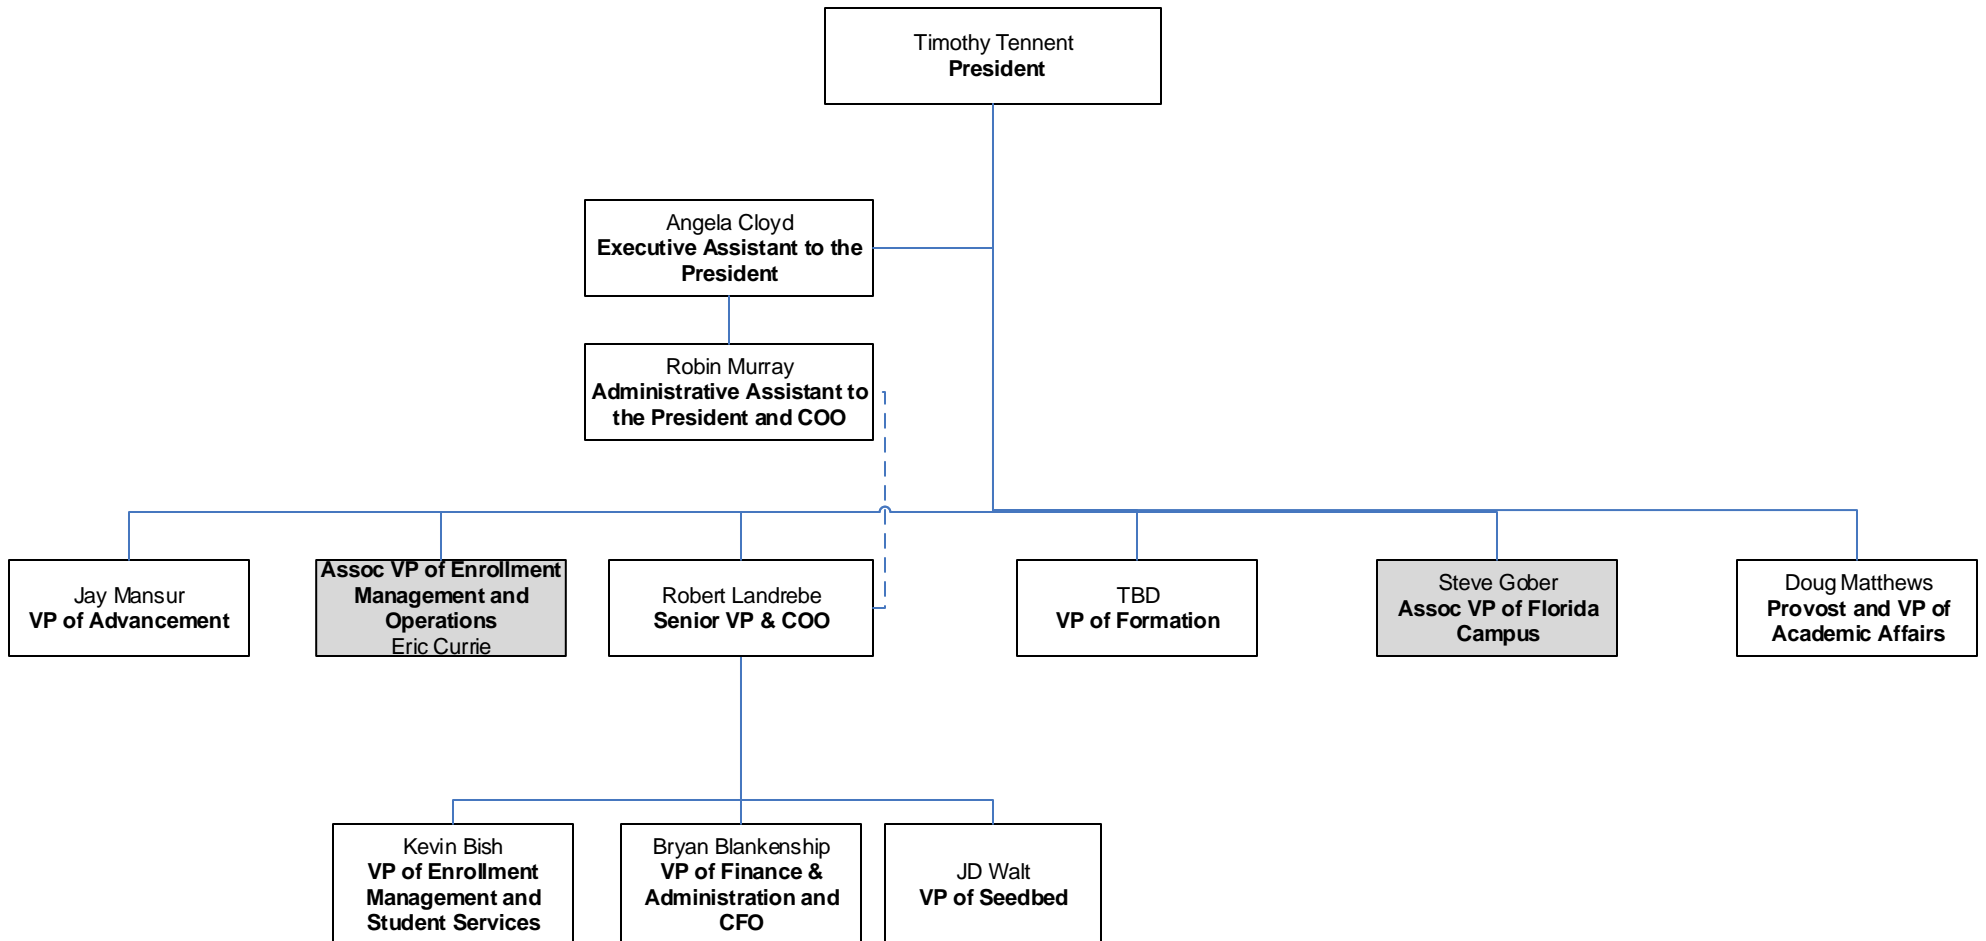 Timothy Tennent
President
Angela Cloyd
Executive Assistant to the
President
Robin Murray
Administrative Assistant to
the President and COO
Jay Mansur
VP of Advancement
Assoc VP of Enrollment
Management and
Operations
Eric Currie
Robert Landrebe
Senior VP & COO
TBD
VP of Formation
Steve Gober
Assoc VP of Florida
Campus
Doug Matthews
Provost and VP of
Academic Affairs
Kevin Bish
VP of Enrollment
Management and
Student Services
Bryan Blankenship
VP of Finance &
Administration and
CFO
JD Walt
VP of Seedbed